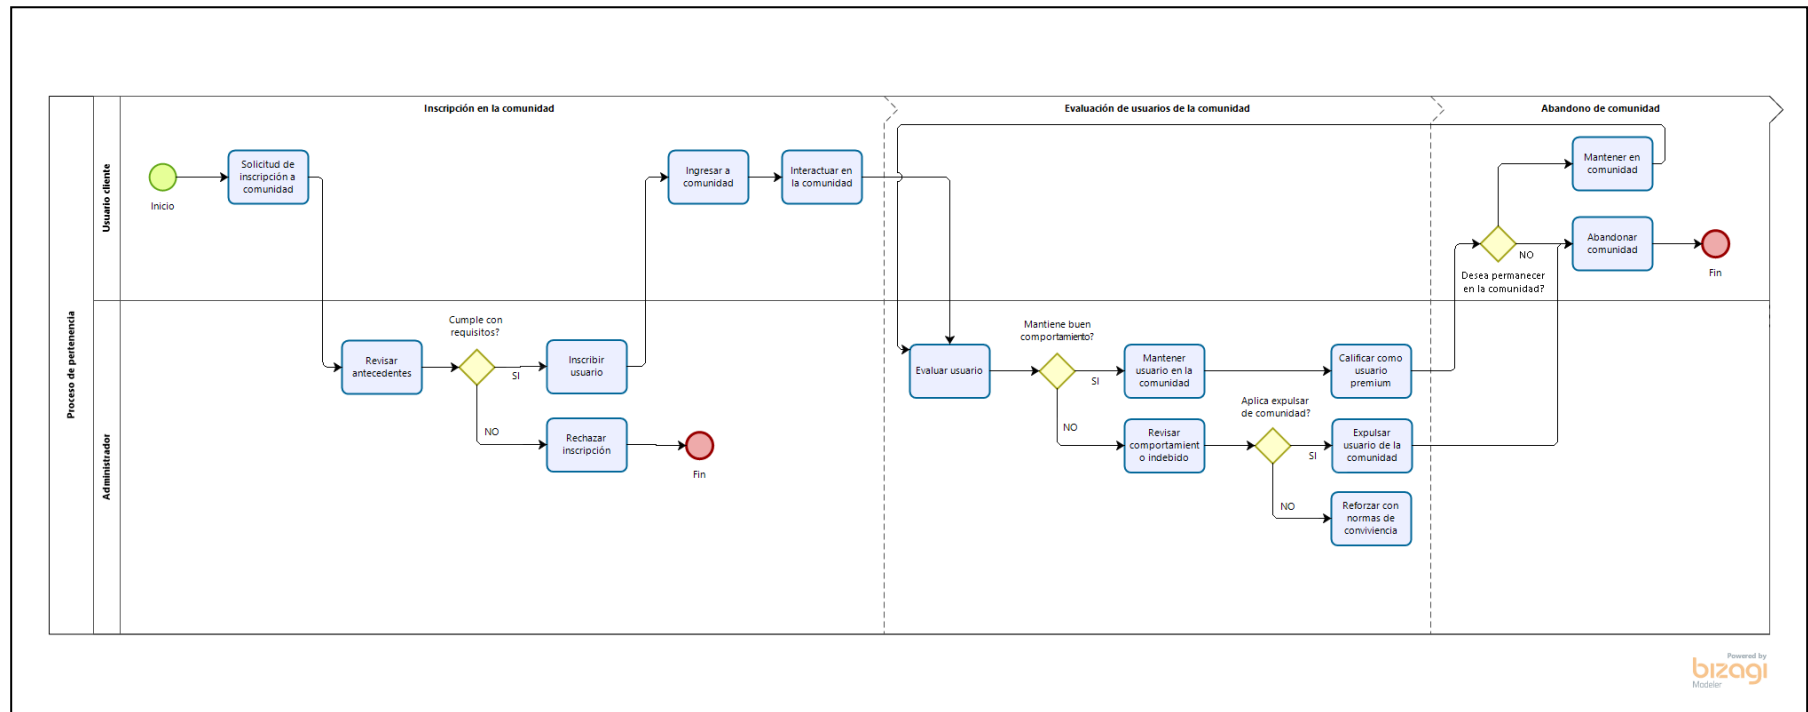 Inscripción en la comunidad
Evaluación de usuarios de la comunidad
Abandono de comunidad
Proceso de pertenencia
Usuario cliente
Inicio
Solicitud de
inscripción a
comunidad
Ingresar a
comunidad
Interactuar en
la comunidad
Mantener en
comunidad
Abandonar
comunidad
NO
Desea permanecer
en la comunidad?
Fin
Administrador
Revisar
antecedentes
Cumple con
requisitos?
SI
NO
Inscribir
usuario
Rechazar
inscripción
Fin
Evaluar usuario
Mantiene buen
comportamiento?
SI
NO
Mantener
usuario en la
comunidad
Calificar como
usuario
premium
Revisar
comportamient
o indebido
Aplica expulsar
de comunidad?
SI
NO
Expulsar
usuario de la
comunidad
Reforzar con
normas de
conviviencia
Powered by
bizagi
Modeler